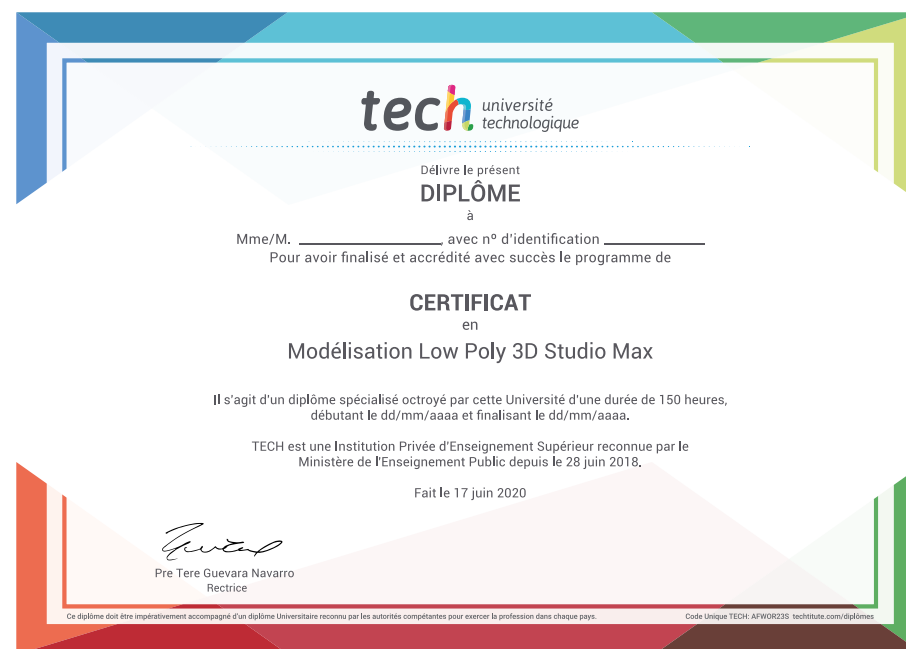 tech université
technologique
Délivre le présent
DIPLÔME
à
Mme/M. ____________________, avec nº d'identification ______________
Pour avoir finalisé et accrédité avec succès le programme de
CERTIFICAT
en
Modélisation Low Poly 3D Studio Max
Il s'agit d'un diplôme spécialisé octroyé par cette Université d'une durée de 150 heures,
débutant le dd/mm/aaaa et finalisant le dd/mm/aaaa.
TECH est une Institution Privée d'Enseignement Supérieur reconnue par le
Ministère de l'Enseignement Public depuis le 28 juin 2018.
Fait le 17 juin 2020
Pre Tere Guevara Navarro
Rectrice
Ce diplôme doit être impérativement accompagné d'un diplôme Universitaire reconnu par les autorités compétantes pour exercer la profession dans chaque pays.
Code Unique TECH: AFWOR23S techtitute.com/diplômes